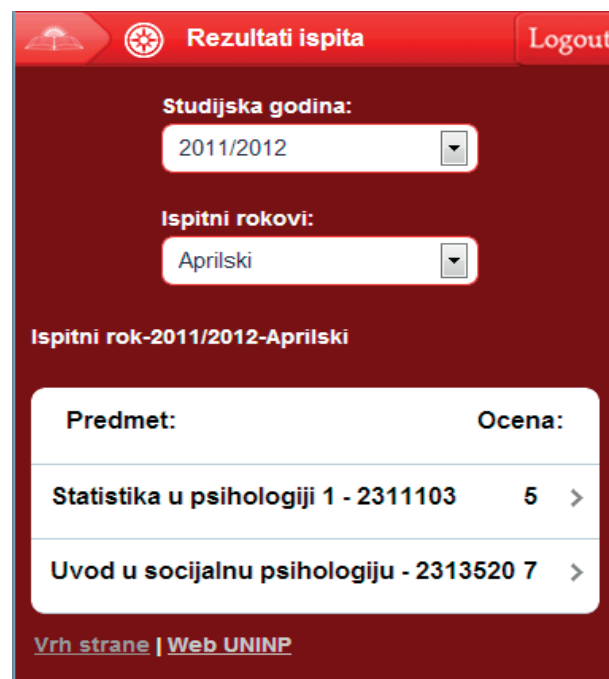 Rezultati ispita Logout
Studijska godina:
2011/2012
Ispitni rokovi:
Aprilski
Ispitni rok-2011/2012-Aprilski
Predmet: Ocena:
Statistika u psihologiji 1 - 2311103 5
Uvod u socijalnu psihologiju - 2313520 7
Vrh strane | Web UNINP